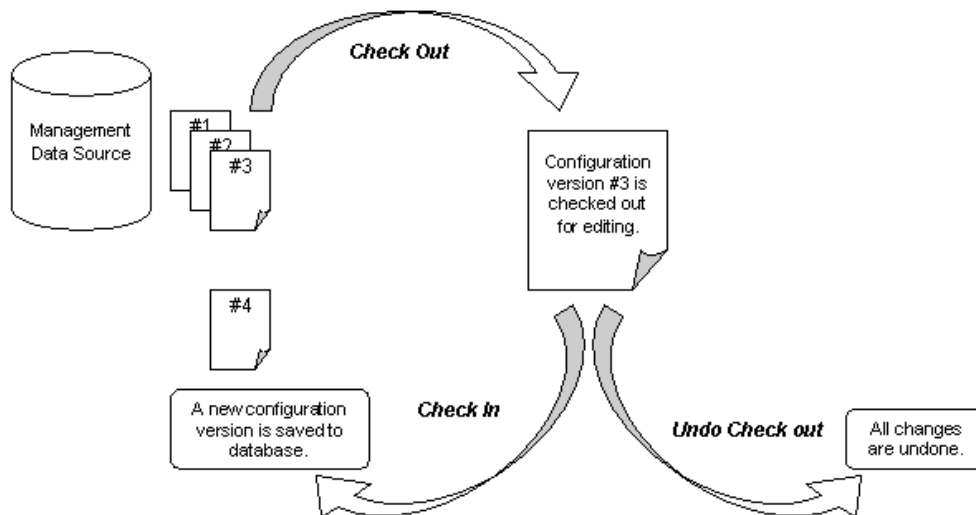 Check Out
Management
Data Source
#1
#2
#3
Configuration
version #3 is
checked out
for editing.
#4
A new configuration
version is saved to
database.
Check In
Undo Check out
All changes
are undone.